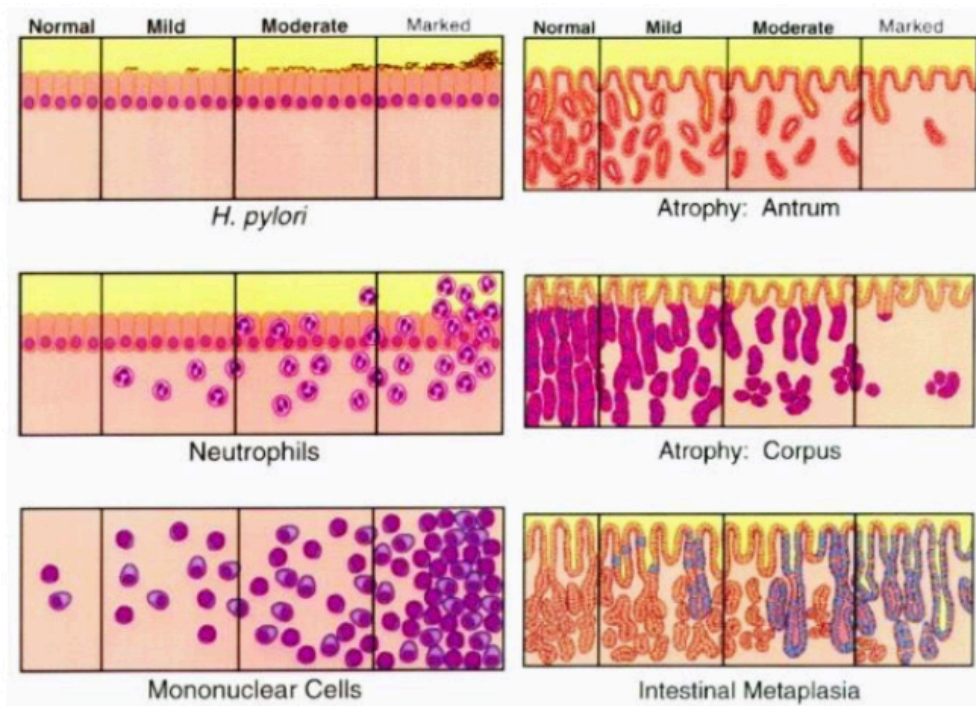 Normal Mild Moderate Marked
H. pylori
Neutrophils
Mononuclear Cells
Normal Mild Moderate Marked
Atrophy: Antrum
Atrophy: Corpus
Intestinal Metaplasia